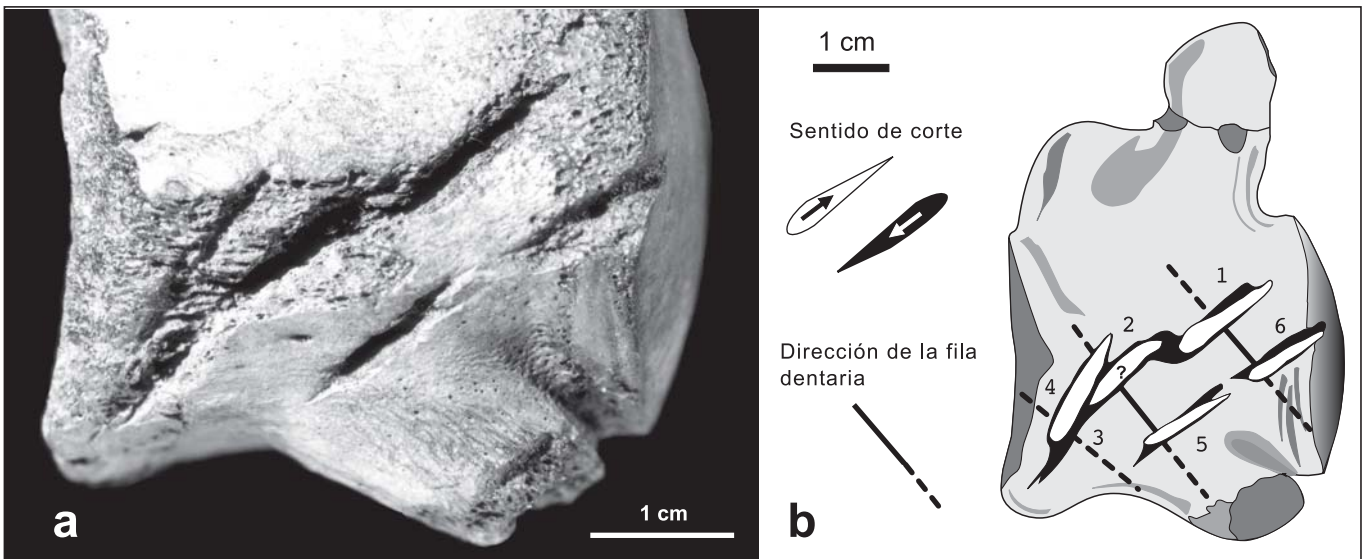 a
1 cm
1 cm
Sentido de corte
Dirección de la fila
dentaria
b
1
2
6
?
4
3
5